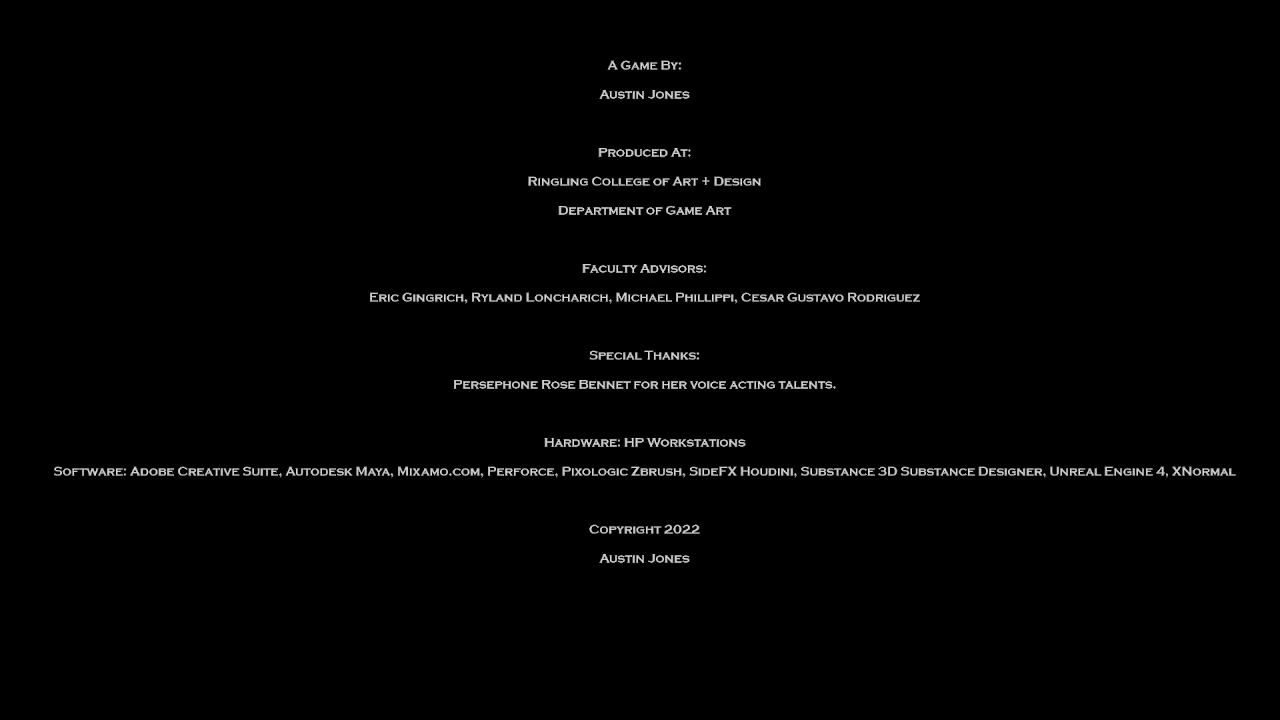 A Game By:
Austin Jones
Produced At:
Ringling College of Art + Design
Department of Game Art
Faculty Advisors:
Eric Gingrich, Ryland Loncharich, Michael Phillippi, Cesar Gustavo Rodriguez
Special Thanks:
Persephone Rose Bennet for her voice acting talents.
Hardware: HP Workstations
Software: Adobe Creative Suite, Autodesk Maya, Mixamo.com, Perforce, Pixologic Zbrush, SideFX Houdini, Substance 3D Substance Designer, Unreal Engine 4, XNormal
Copyright 2022
Austin Jones